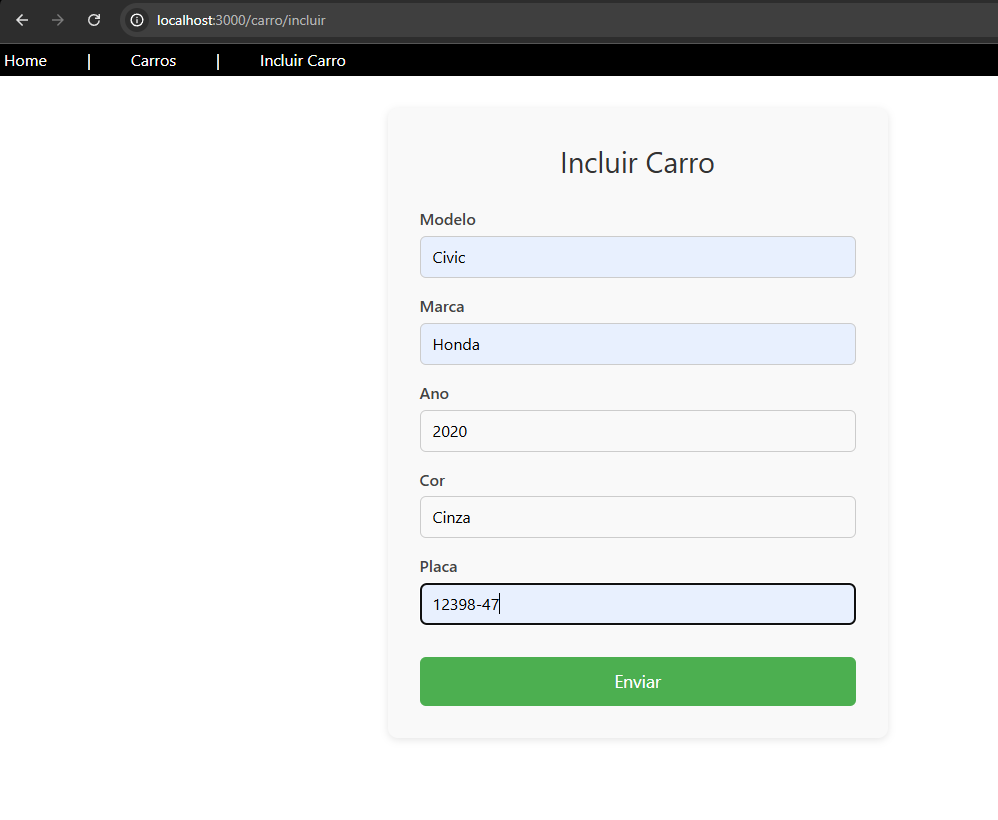 localhost:3000/carro/incluir
Home | Carros | Incluir Carro
Incluir Carro
Modelo
Civic
Marca
Honda
Ano
2020
Cor
Cinza
Placa
12398-47
Enviar